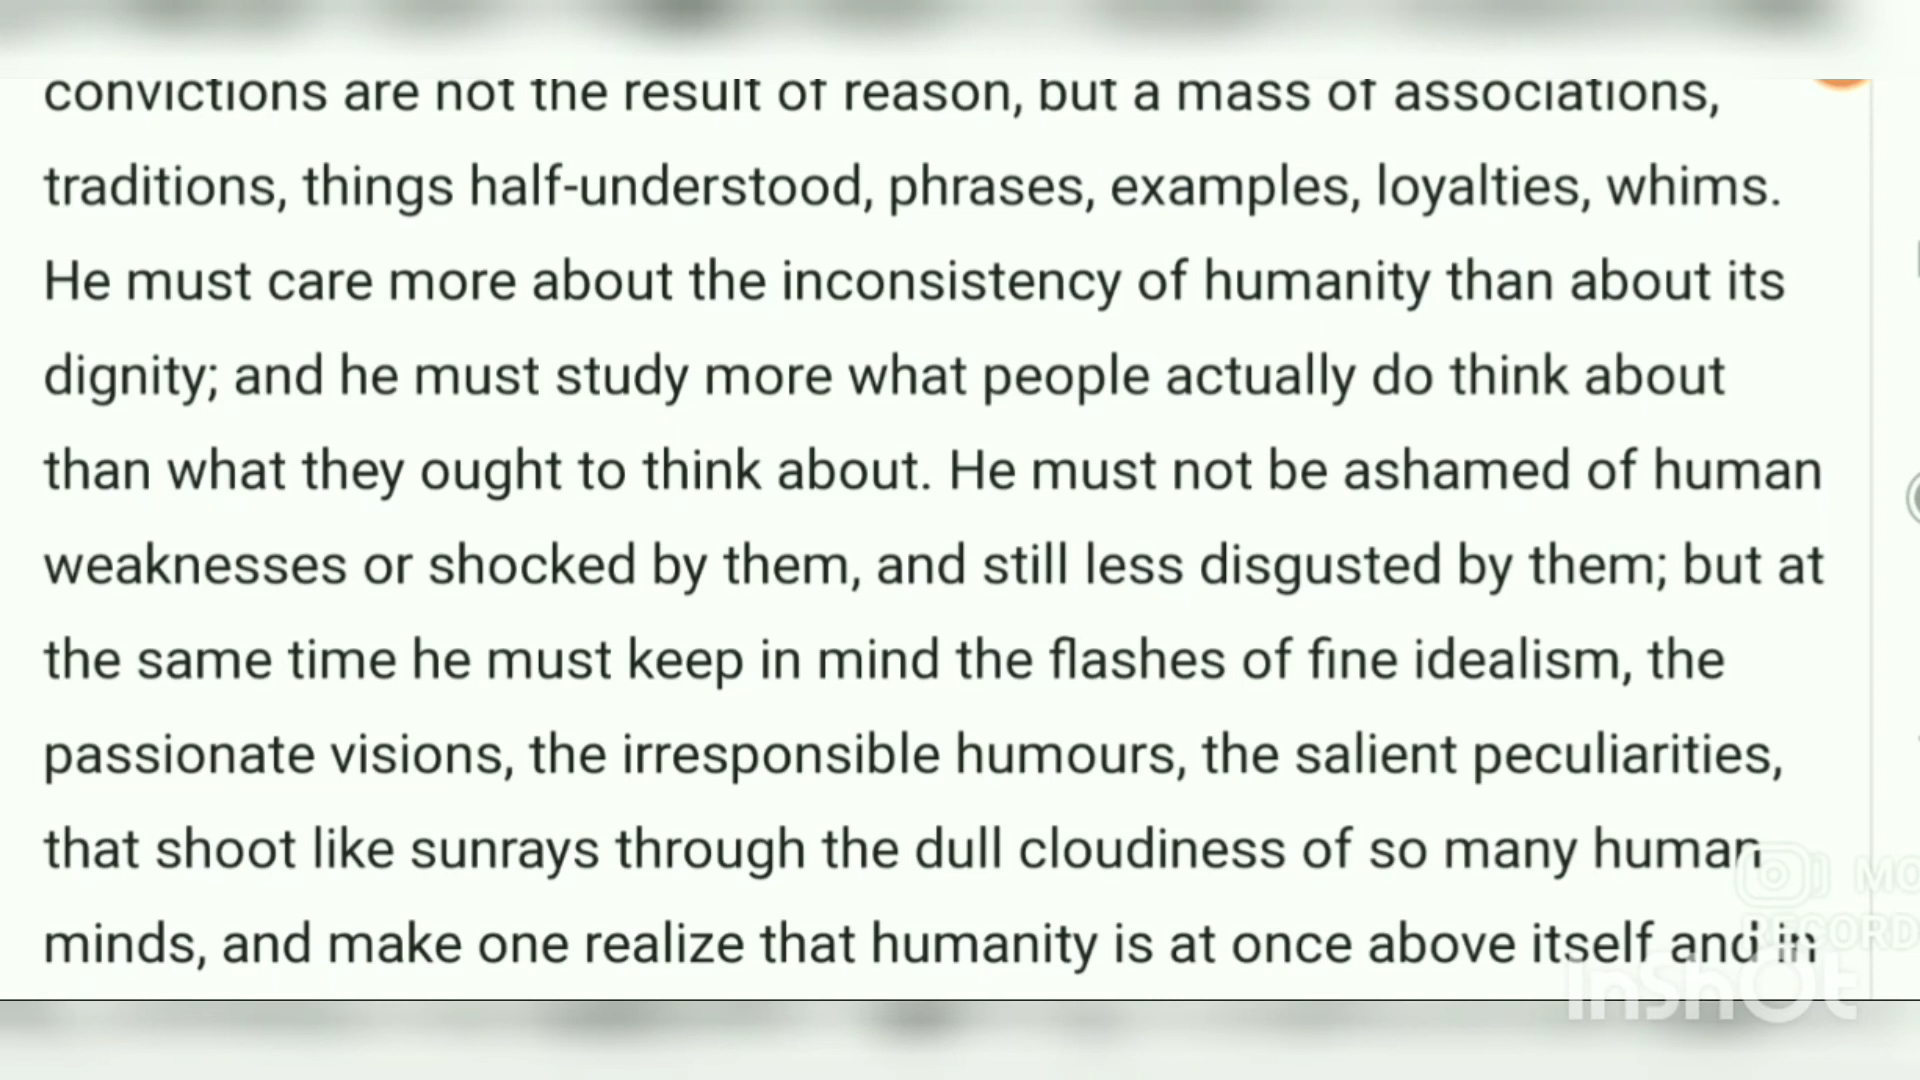 convictions are not the result of reason, but a mass of associations,
traditions, things half-understood, phrases, examples, loyalties, whims.
He must care more about the inconsistency of humanity than about its
dignity; and he must study more what people actually do think about
than what they ought to think about. He must not be ashamed of human
weaknesses or shocked by them, and still less disgusted by them; but at
the same time he must keep in mind the flashes of fine idealism, the
passionate visions, the irresponsible humours, the salient peculiarities,
that shoot like sunrays through the dull cloudiness of so many human
minds, and make one realize that humanity is at once above itself and in
InShOt